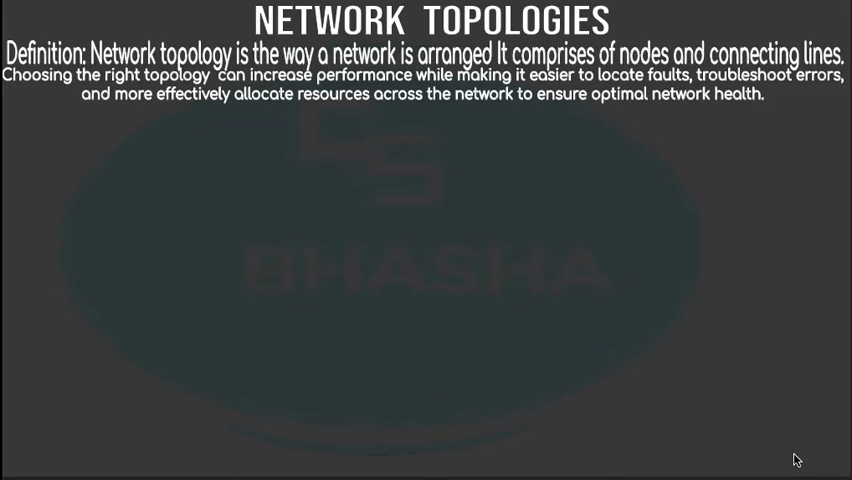 NETWORK TOPOLOGIES
Definition: Network topology is the way a network is arranged It comprises of nodes and connecting lines.
Choosing the right topology can increase performance while making it easier to locate faults, troubleshoot errors,
and more effectively allocate resources across the network to ensure optimal network health.
CS
BHASHA